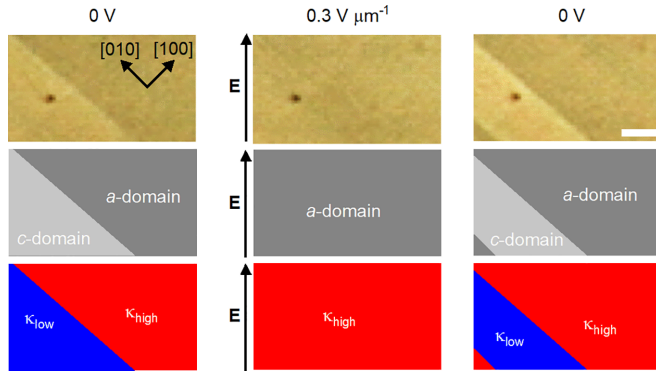 0 V
0.3 V μm⁻¹
0 V
[010] [100]
E
E
a-domain
c-domain
a-domain
a-domain
c-domain
E
κhigh
κlow
κhigh
κhigh
κlow